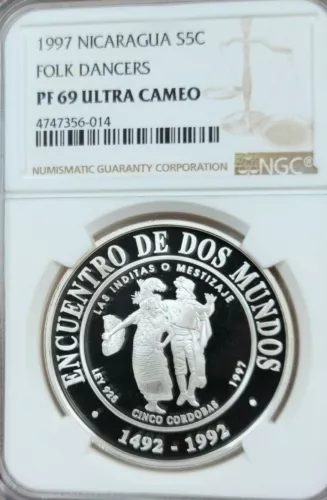 1997 NICARAGUA S5C
FOLK DANCERS
PF 69 ULTRA CAMEO
4747356-014
NUMISMATIC GUARANTY CORPORATION
NGC
ENCUENTRO DE DOS MUNDOS
LAS INDITAS O MESTIZAJE
LEY 925
1997
CINCO CORDOBAS
· 1492 - 1992 ·